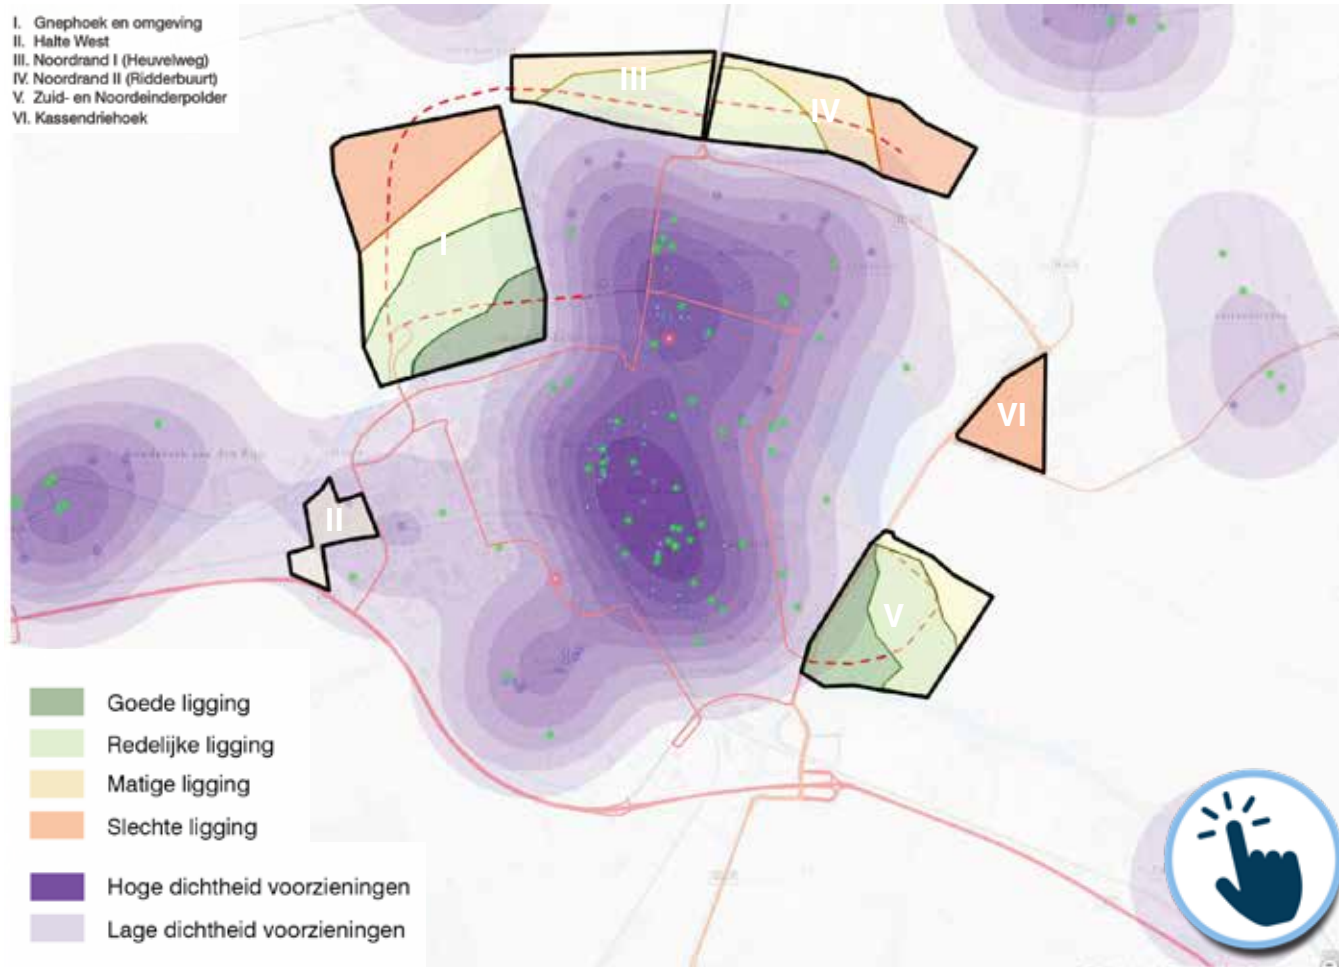 I. Gnephoek en omgeving
II. Halte West
III. Noordrand I (Heuvelweg)
IV. Noordrand II (Ridderbuurt)
V. Zuid- en Noordeinderpolder
VI. Kassendriehoek
III
IV
I
VI
II
V
Goede ligging
Redelijke ligging
Matige ligging
Slechte ligging
Hoge dichtheid voorzieningen
Lage dichtheid voorzieningen